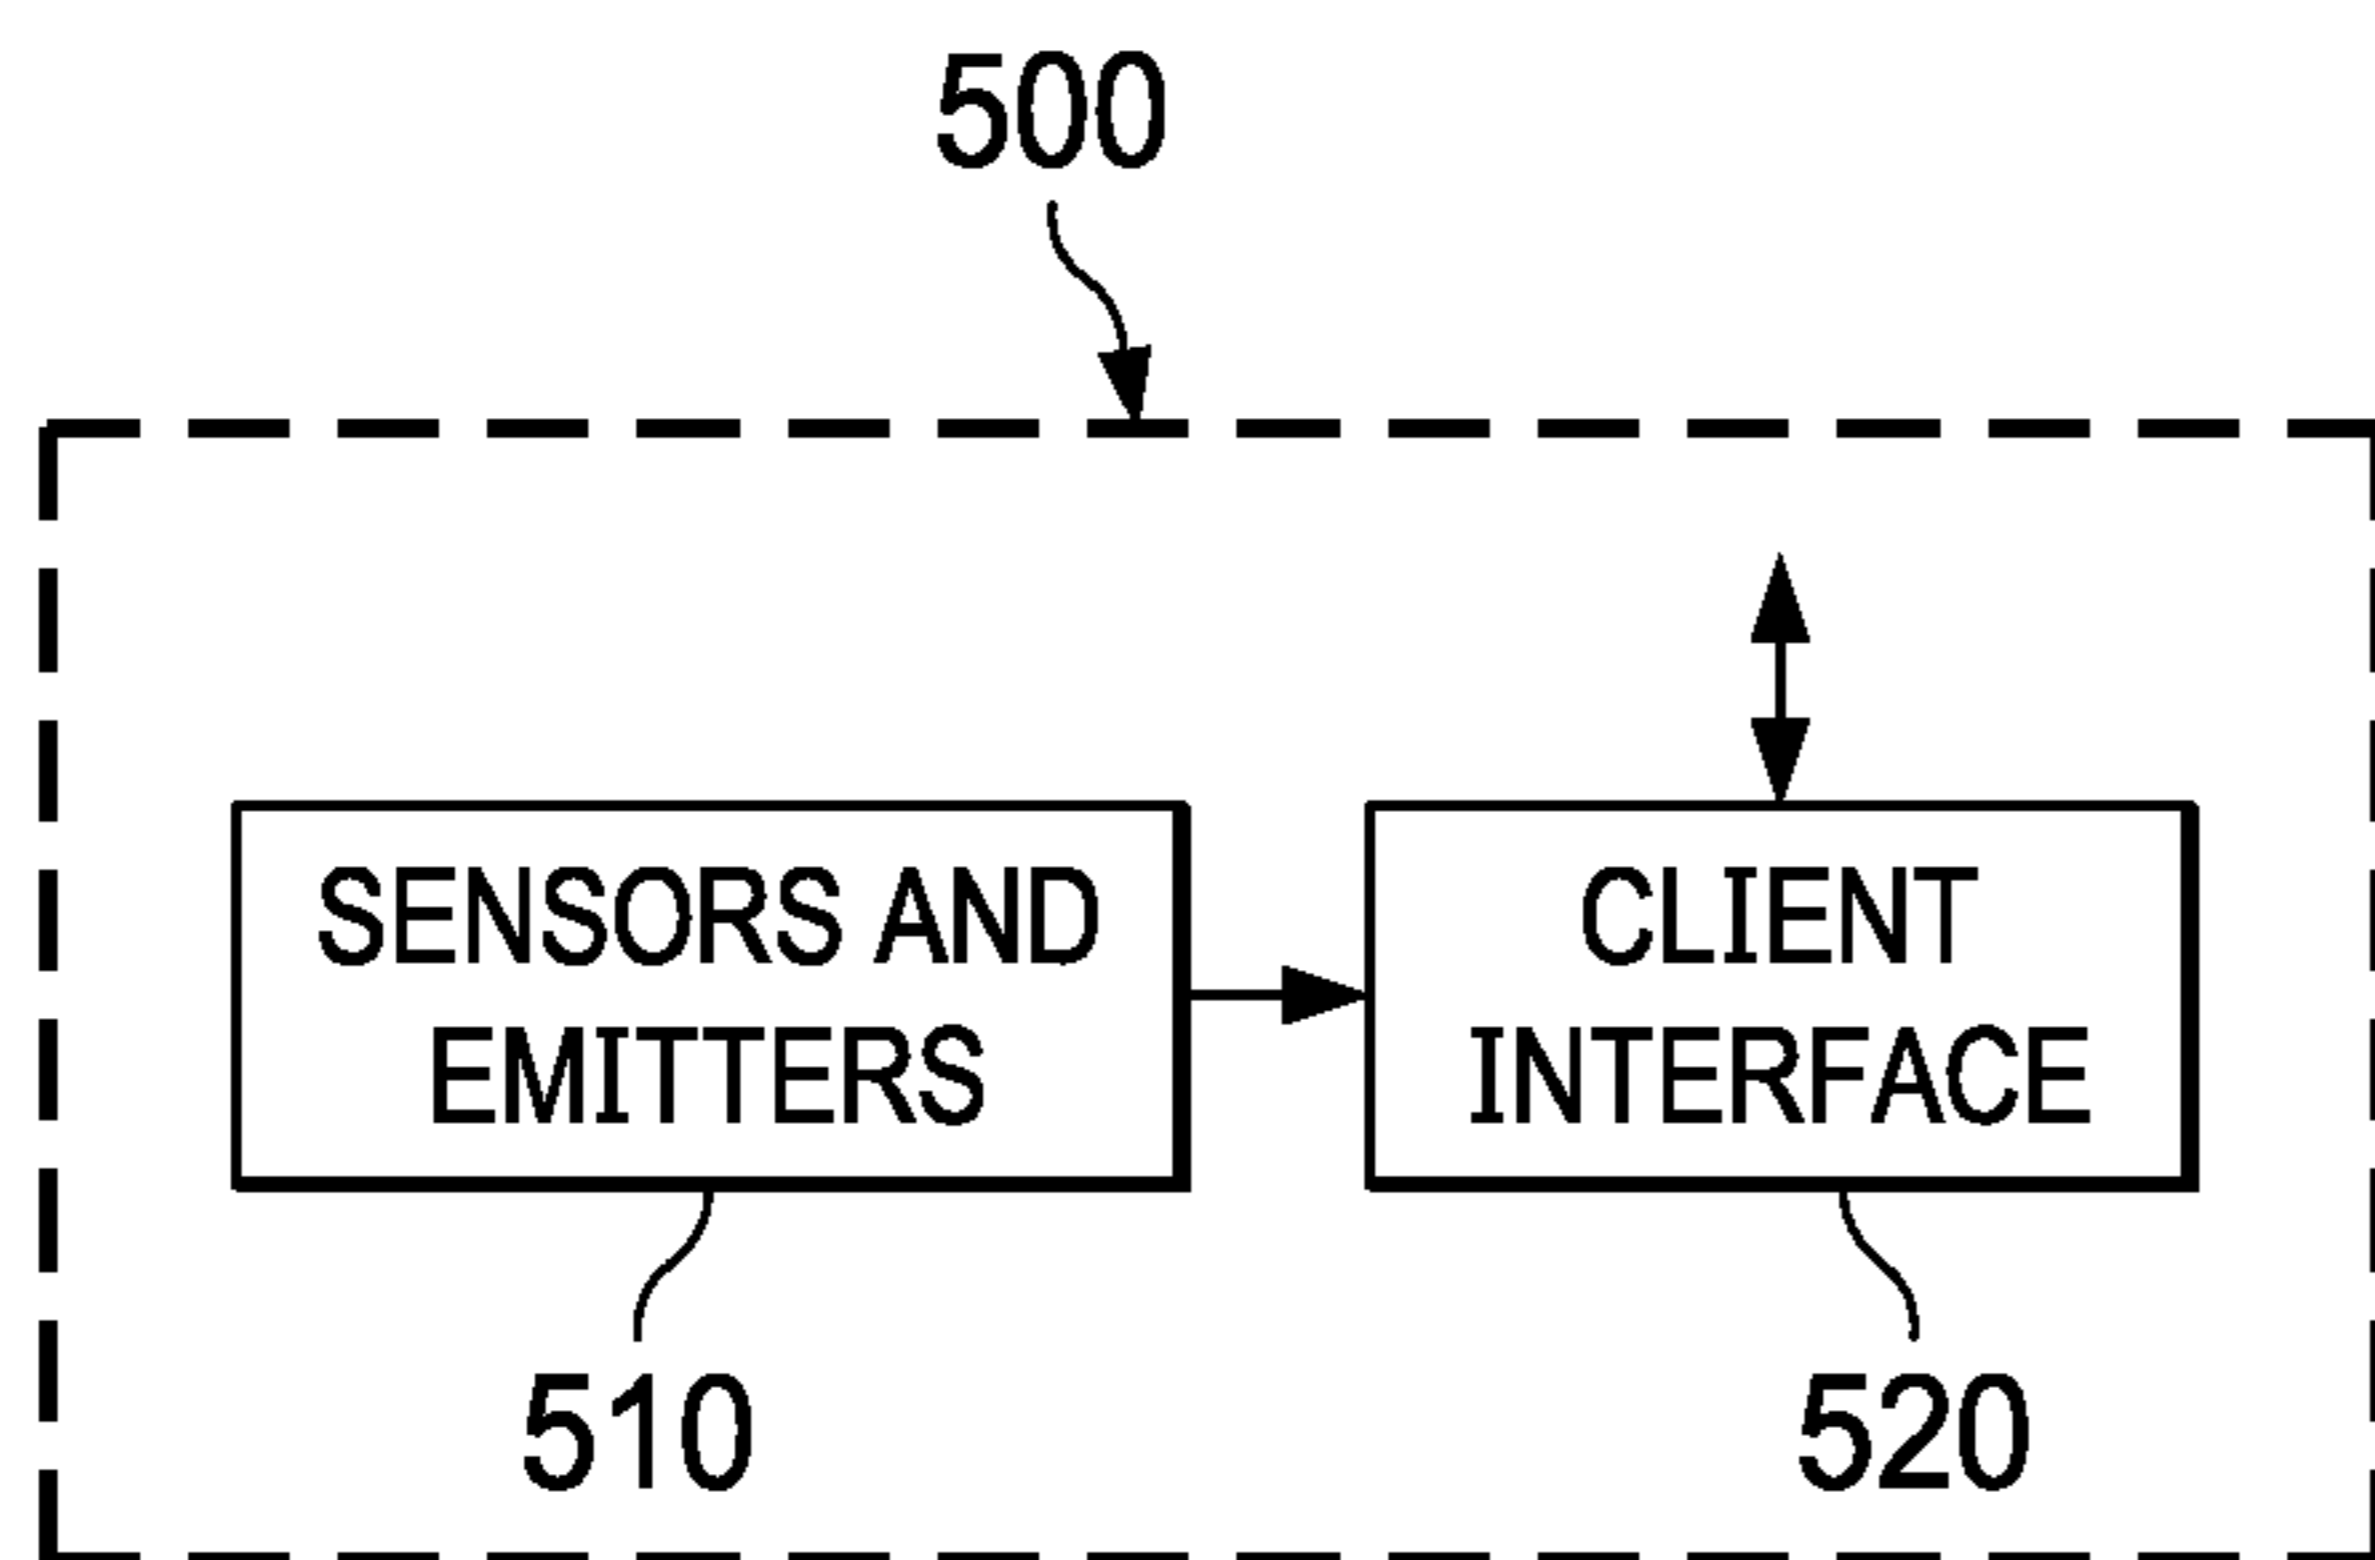 500
SENSORS AND
EMITTERS
CLIENT
INTERFACE
510
520